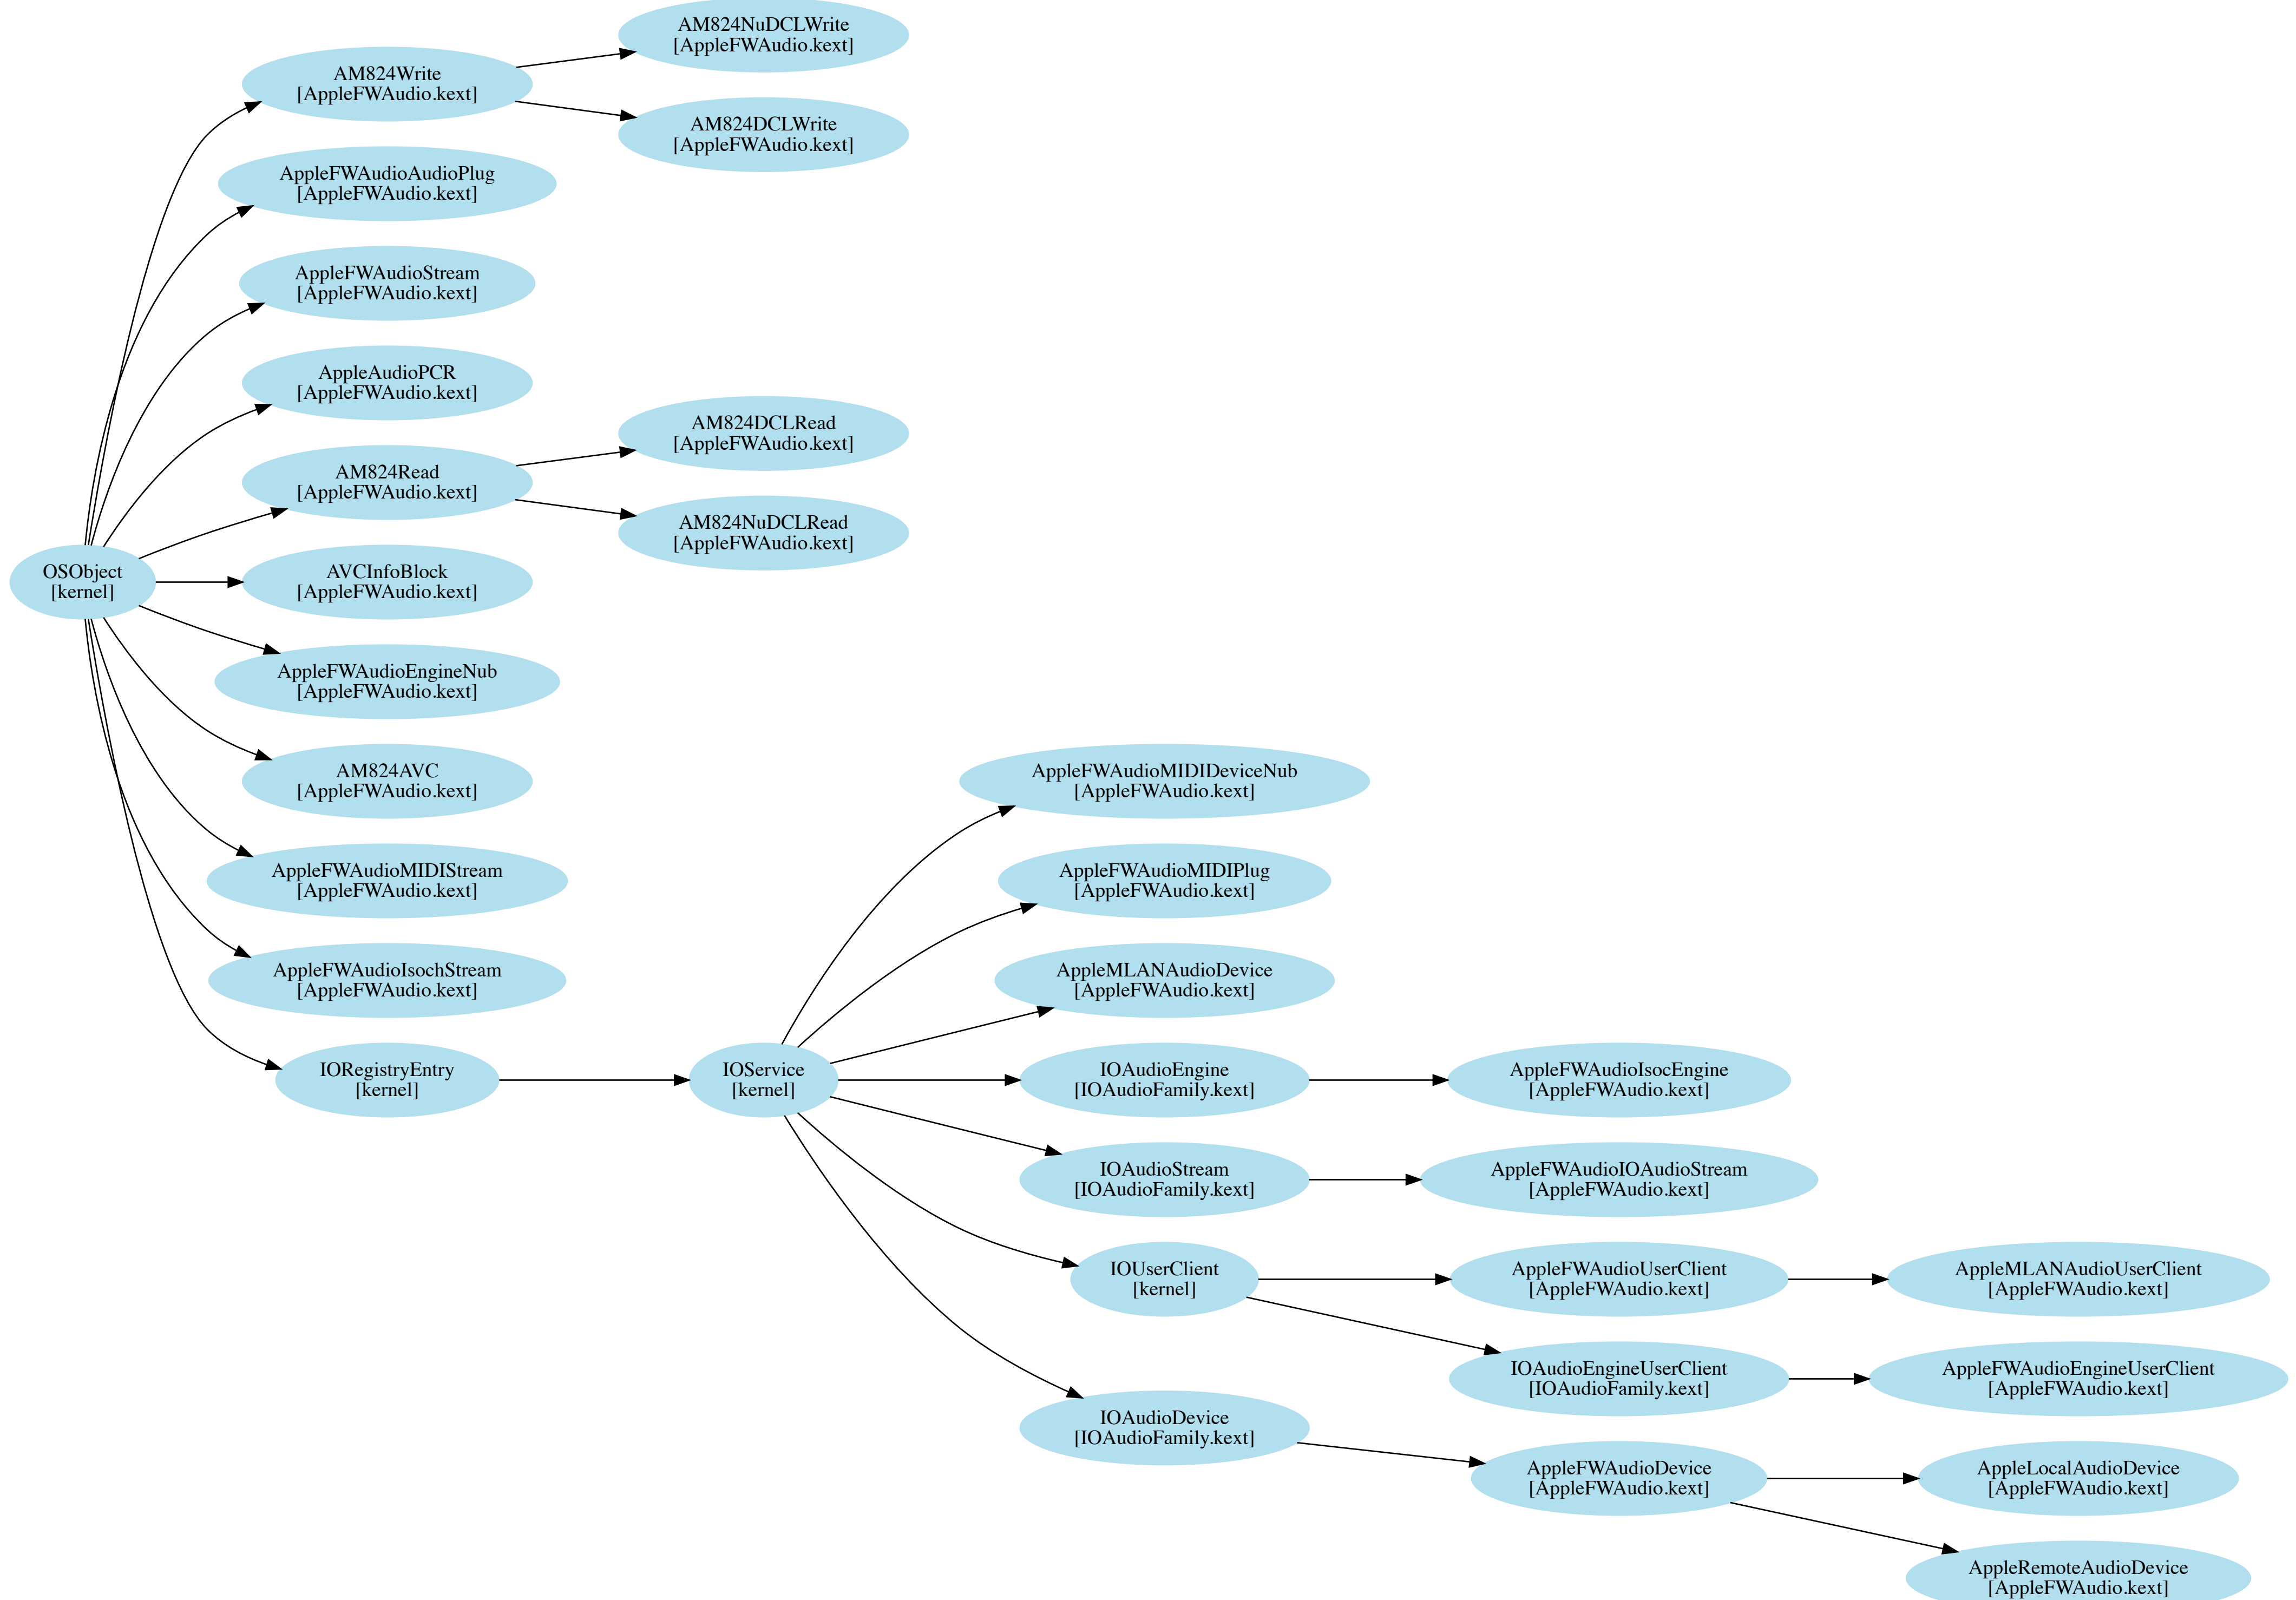 AM824NuDCLWrite
[AppleFWAudio.kext]
AM824Write
[AppleFWAudio.kext]
AM824DCLWrite
[AppleFWAudio.kext]
AppleFWAudioAudioPlug
[AppleFWAudio.kext]
AppleFWAudioStream
[AppleFWAudio.kext]
AppleAudioPCR
[AppleFWAudio.kext]
AM824DCLRead
[AppleFWAudio.kext]
AM824Read
[AppleFWAudio.kext]
AM824NuDCLRead
[AppleFWAudio.kext]
OSObject
[kernel]
AVCInfoBlock
[AppleFWAudio.kext]
AppleFWAudioEngineNub
[AppleFWAudio.kext]
AM824AVC
[AppleFWAudio.kext]
AppleFWAudioMIDIDeviceNub
[AppleFWAudio.kext]
AppleFWAudioMIDIStream
[AppleFWAudio.kext]
AppleFWAudioMIDIPlug
[AppleFWAudio.kext]
AppleFWAudioIsochStream
[AppleFWAudio.kext]
AppleMLANAudioDevice
[AppleFWAudio.kext]
IORegistryEntry
[kernel]
IOService
[kernel]
IOAudioEngine
[IOAudioFamily.kext]
AppleFWAudioIsocEngine
[AppleFWAudio.kext]
IOAudioStream
[IOAudioFamily.kext]
AppleFWAudioIOAudioStream
[AppleFWAudio.kext]
IOUserClient
[kernel]
AppleFWAudioUserClient
[AppleFWAudio.kext]
AppleMLANAudioUserClient
[AppleFWAudio.kext]
IOAudioEngineUserClient
[IOAudioFamily.kext]
AppleFWAudioEngineUserClient
[AppleFWAudio.kext]
IOAudioDevice
[IOAudioFamily.kext]
AppleFWAudioDevice
[AppleFWAudio.kext]
AppleLocalAudioDevice
[AppleFWAudio.kext]
AppleRemoteAudioDevice
[AppleFWAudio.kext]